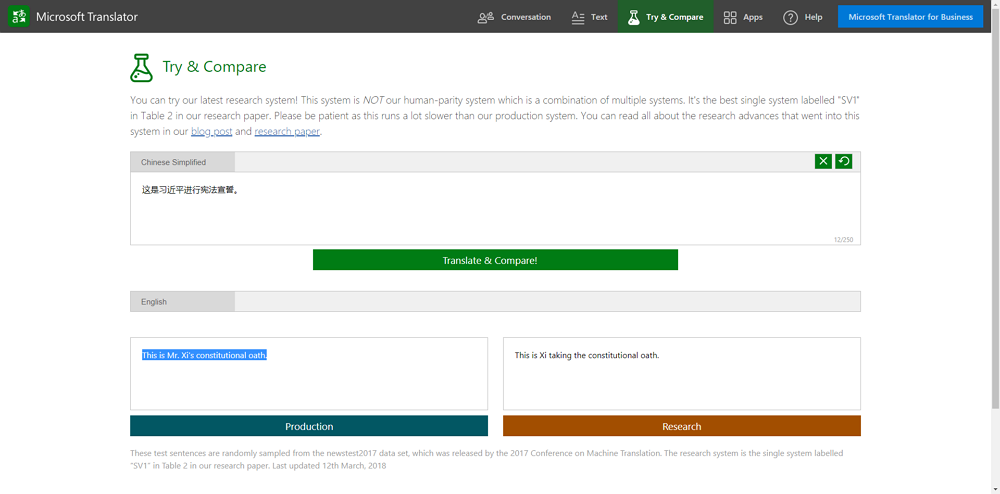 Microsoft Translator
Conversation
Text
Try & Compare
Apps
Help
Microsoft Translator for Business
Try & Compare
You can try our latest research system! This system is NOT our human-parity system which is a combination of multiple systems. It's the best single system labelled "SV1"
in Table 2 in our research paper. Please be patient as this runs a lot slower than our production system. You can read all about the research advances that went into this
system in our blog post and research paper.
Chinese Simplified
这是习近平进行宪法宣誓。
12/250
Translate & Compare!
English
This is Mr. Xi's constitutional oath.
This is Xi taking the constitutional oath.
Production
Research
These test sentences are randomly sampled from the newstest2017 data set, which was released by the 2017 Conference on Machine Translation. The research system is the single system labelled
"SV1" in Table 2 in our research paper. Last updated 12th March, 2018